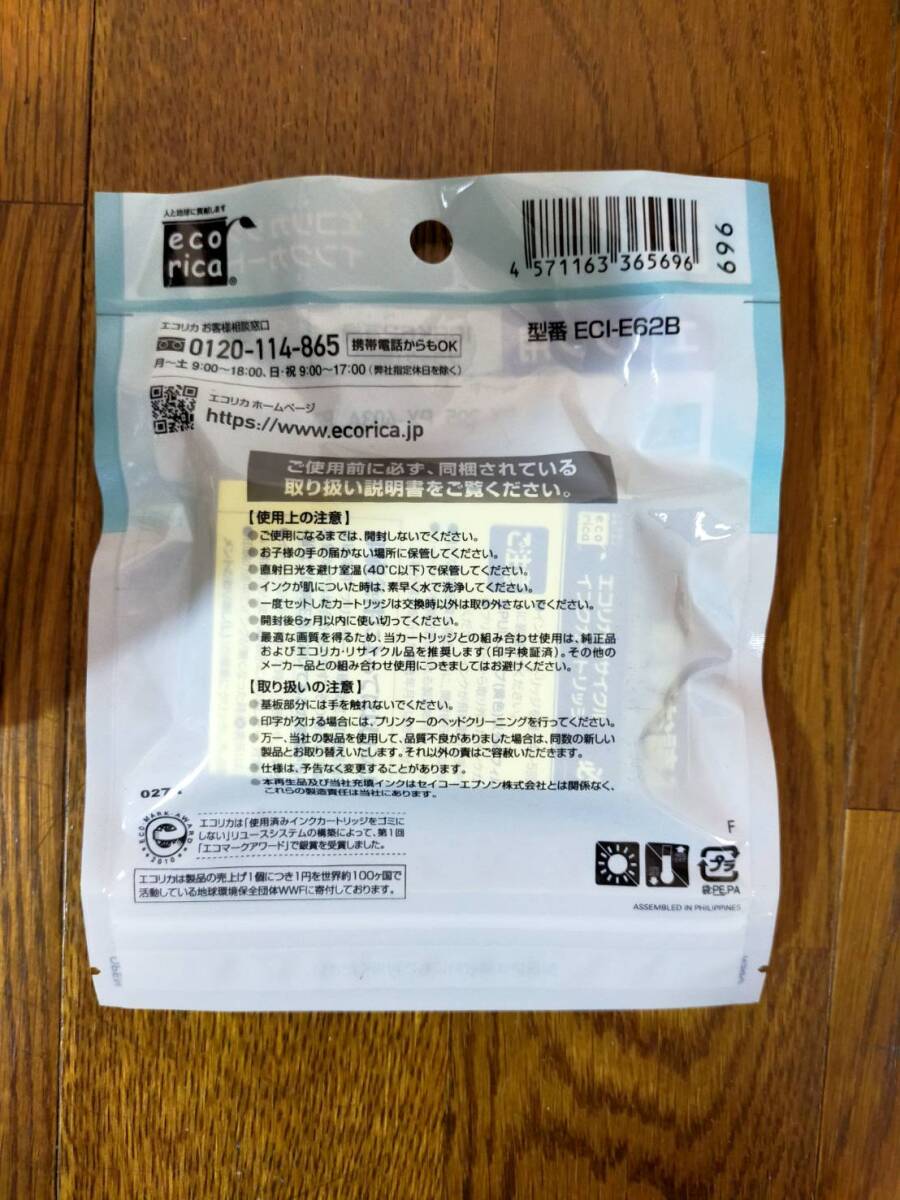 人と地球に貢献します
eco
rica
4 571163 365696
969
エコリカ お客様相談窓口
0120-114-865 携帯電話からもOK
月〜土 9:00〜18:00、日・祝 9:00〜17:00 (弊社指定休日を除く)
型番 ECI-E62B
エコリカ ホームページ
https://www.ecorica.jp
ご使用前に必ず、同梱されている
取り扱い説明書をご覧ください。
【使用上の注意】
●ご使用になるまでは、開封しないでください。
●お子様の手の届かない場所に保管してください。
●直射日光を避け室温(40℃以下)で保管してください。
●インクが肌についた時は、素早く水で洗浄してください。
●一度セットしたカートリッジは交換時以外は取り外さないでください。
●開封後6ヶ月以内に使い切ってください。
●最適な画質を得るため、当カートリッジとの組み合わせ使用は、純正品
およびエコリカ・リサイクル品を推奨します(印字検証済)。その他の
メーカー品との組み合わせ使用につきましてはお避けください。
【取り扱いの注意】
●基板部分には手を触れないでください。
●印字が欠ける場合には、プリンターのヘッドクリーニングを行ってください。
●万一、当社の製品を使用して、品質不良がありました場合は、同数の新しい
製品とお取り替えいたします。それ以外の責はご容赦いただきます。
●仕様は、予告なく変更することがあります。
●本再生品及び当社充填インクはセイコーエプソン株式会社とは関係なく、
これらの製造責任は当社にあります。
027
ECO MARK AWARD
2010
エコリカは「使用済みインクカートリッジをゴミに
しない」リユースシステムの構築によって、第1回
「エコマークアワード」で銀賞を受賞しました。
エコリカは製品の売上げ1個につき1円を世界約100ヶ国で
活動している地球環境保全団体WWFに寄付しております。
F
プラ
袋:PE,PA
ASSEMBLED IN PHILIPPINES